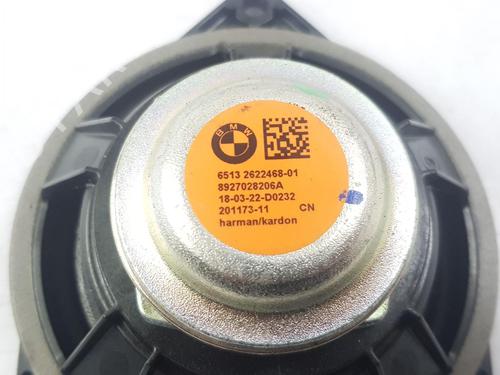 BMW
6513 2622468-01
8927028206A
18-03-22-D0232
201173-11 CN
harman/kardon